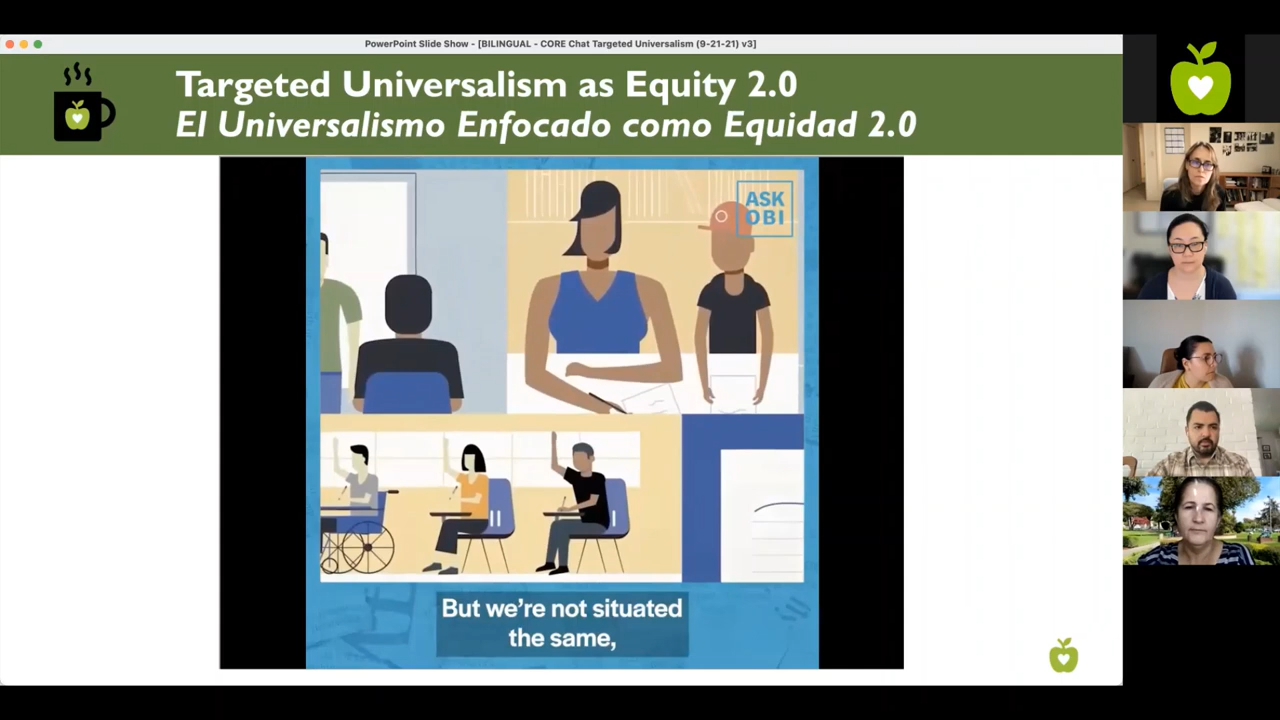 PowerPoint Slide Show - [BILINGUAL - CORE Chat Targeted Universalism (9-21-21) v3]
Targeted Universalism as Equity 2.0
El Universalismo Enfocado como Equidad 2.0
ASK
OBI
But we're not situated
the same,